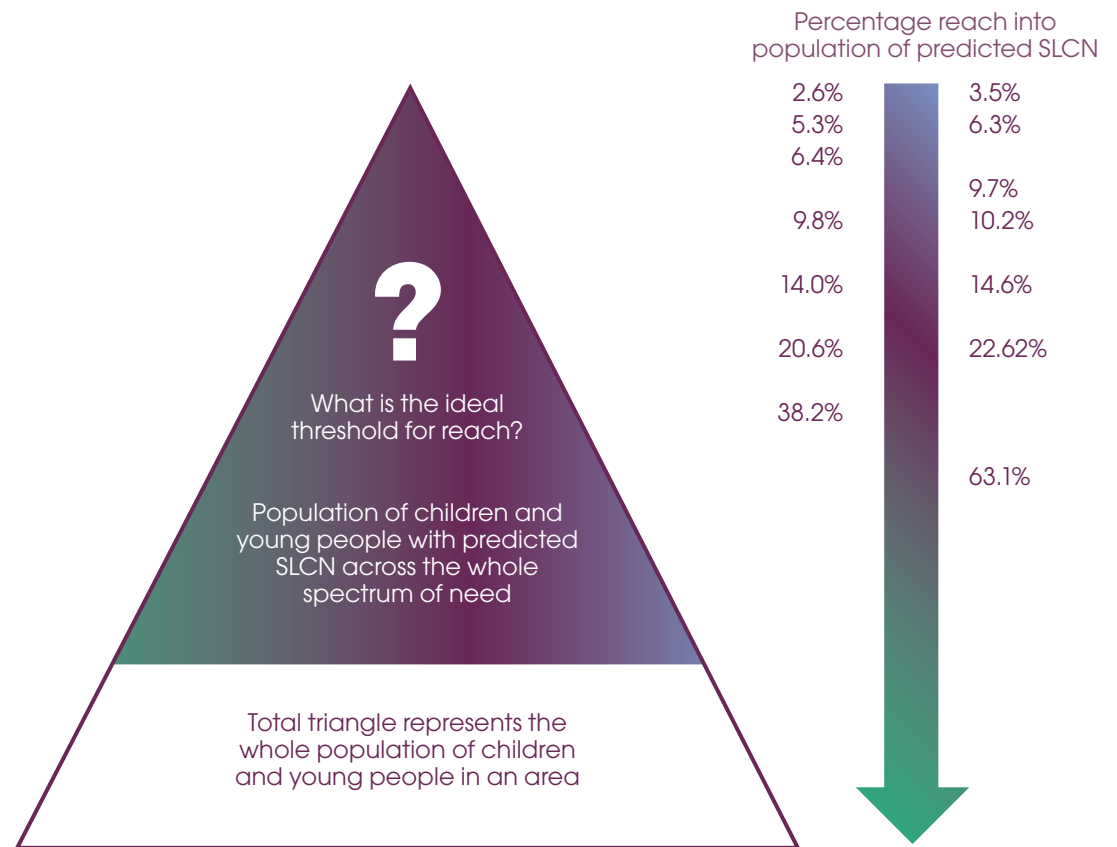 Percentage reach into
population of predicted SLCN
2.6% 3.5%
5.3% 6.3%
6.4%
9.7%
9.8% 10.2%
14.0% 14.6%
20.6% 22.62%
38.2%
63.1%
?
What is the ideal
threshold for reach?
Population of children and
young people with predicted
SLCN across the whole
spectrum of need
Total triangle represents the
whole population of children
and young people in an area